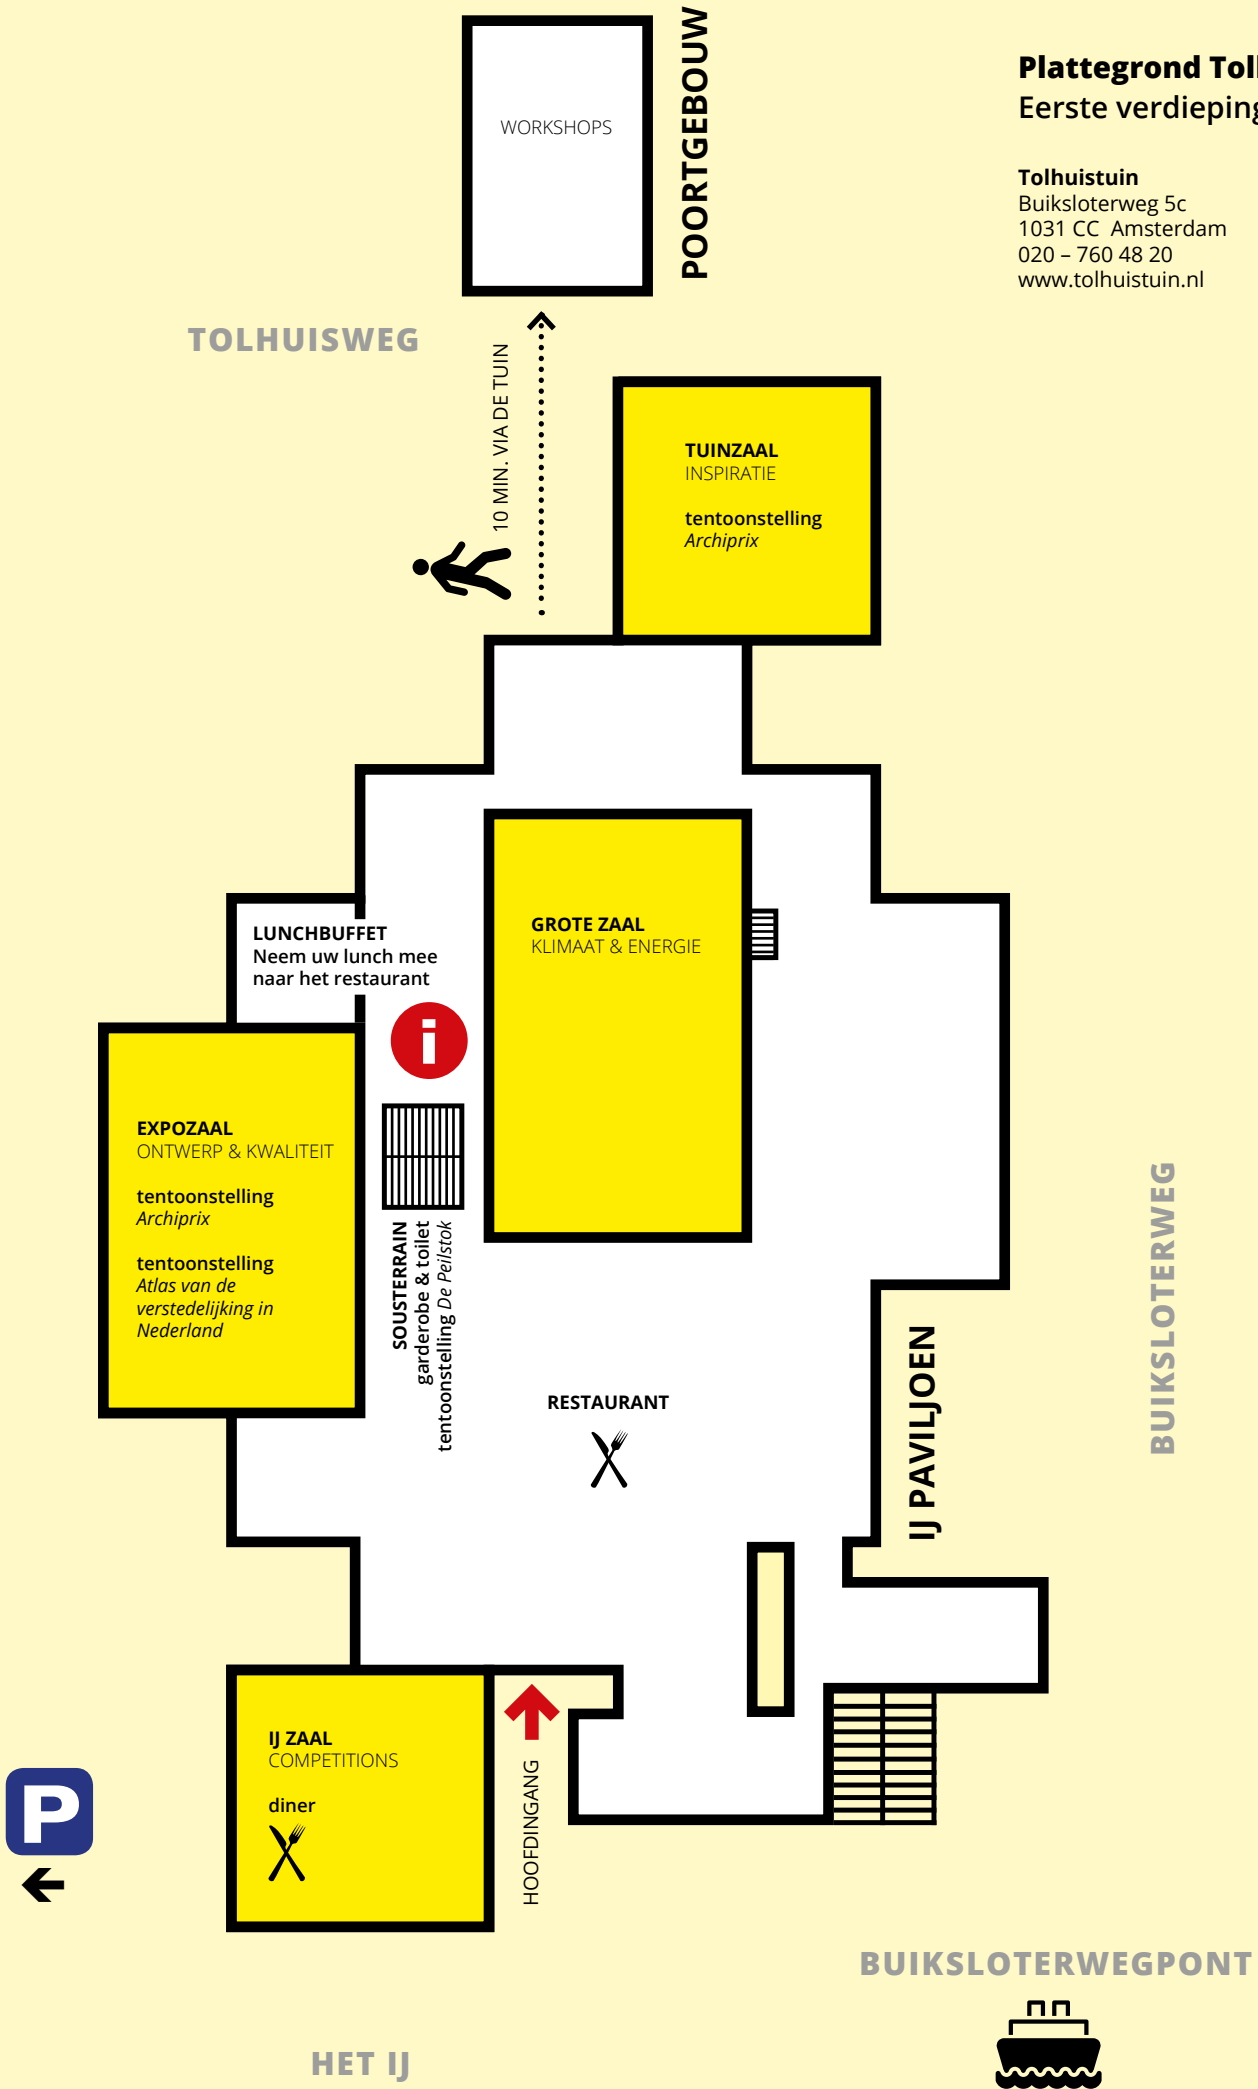 POORTGEBOUW
WORKSHOPS
Plattegrond Toll
Eerste verdieping
Tolhuistuin
Buiksloterweg 5c
1031 CC Amsterdam
020 – 760 48 20
www.tolhuistuin.nl
TOLHUISWEG
10 MIN. VIA DE TUIN
TUINZAAL
INSPIRATIE
tentoonstelling
Archiprix
GROTE ZAAL
KLIMAAT & ENERGIE
LUNCHBUFFET
Neem uw lunch mee
naar het restaurant
i
EXPOZAAL
ONTWERP & KWALITEIT
tentoonstelling
Archiprix
tentoonstelling
Atlas van de
verstedelijking in
Nederland
SOUSTERRAIN
garderobe & toilet
tentoonstelling De Peilstok
RESTAURANT
IJ PAVILJOEN
BUIKSLOTERWEG
IJ ZAAL
COMPETITIONS
diner
HOOFDINGANG
P
BUIKSLOTERWEGPONT
HET IJ